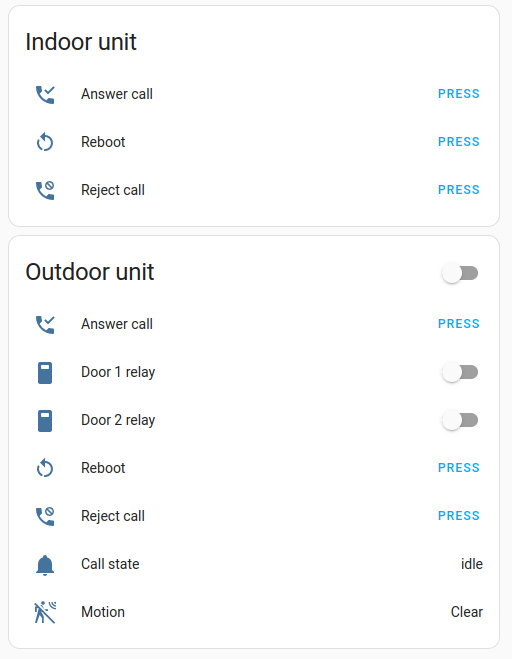 Indoor unit
Answer call PRESS
Reboot PRESS
Reject call PRESS
Outdoor unit
Answer call PRESS
Door 1 relay
Door 2 relay
Reboot PRESS
Reject call PRESS
Call state idle
Motion Clear